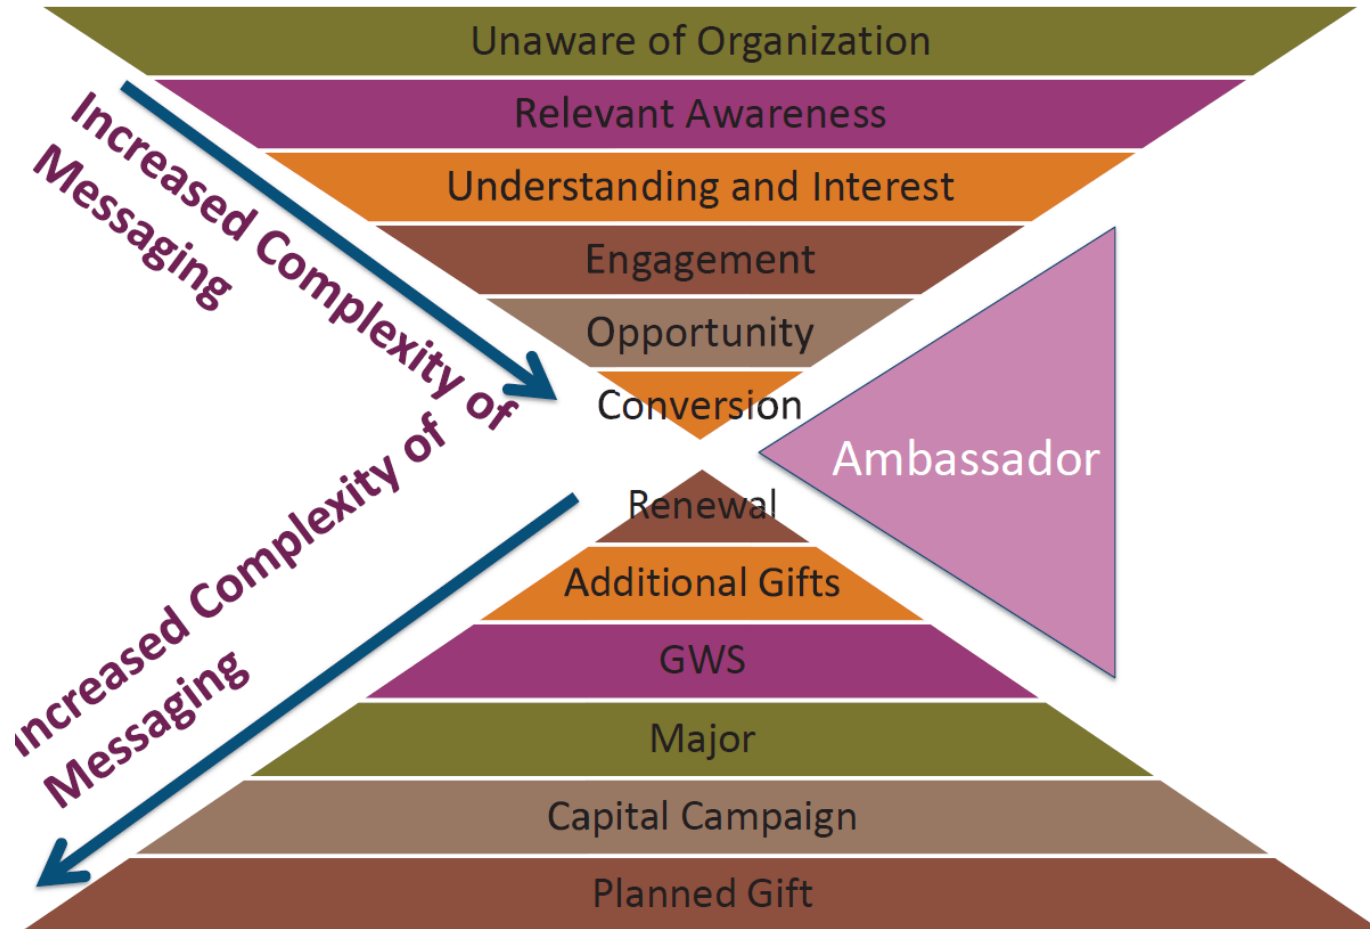 Unaware of Organization
Relevant Awareness
Understanding and Interest
Engagement
Opportunity
Conversion
Increased Complexity of
Messaging
Ambassador
Renewal
Additional Gifts
GWS
Major
Capital Campaign
Planned Gift
Increased Complexity of
Messaging